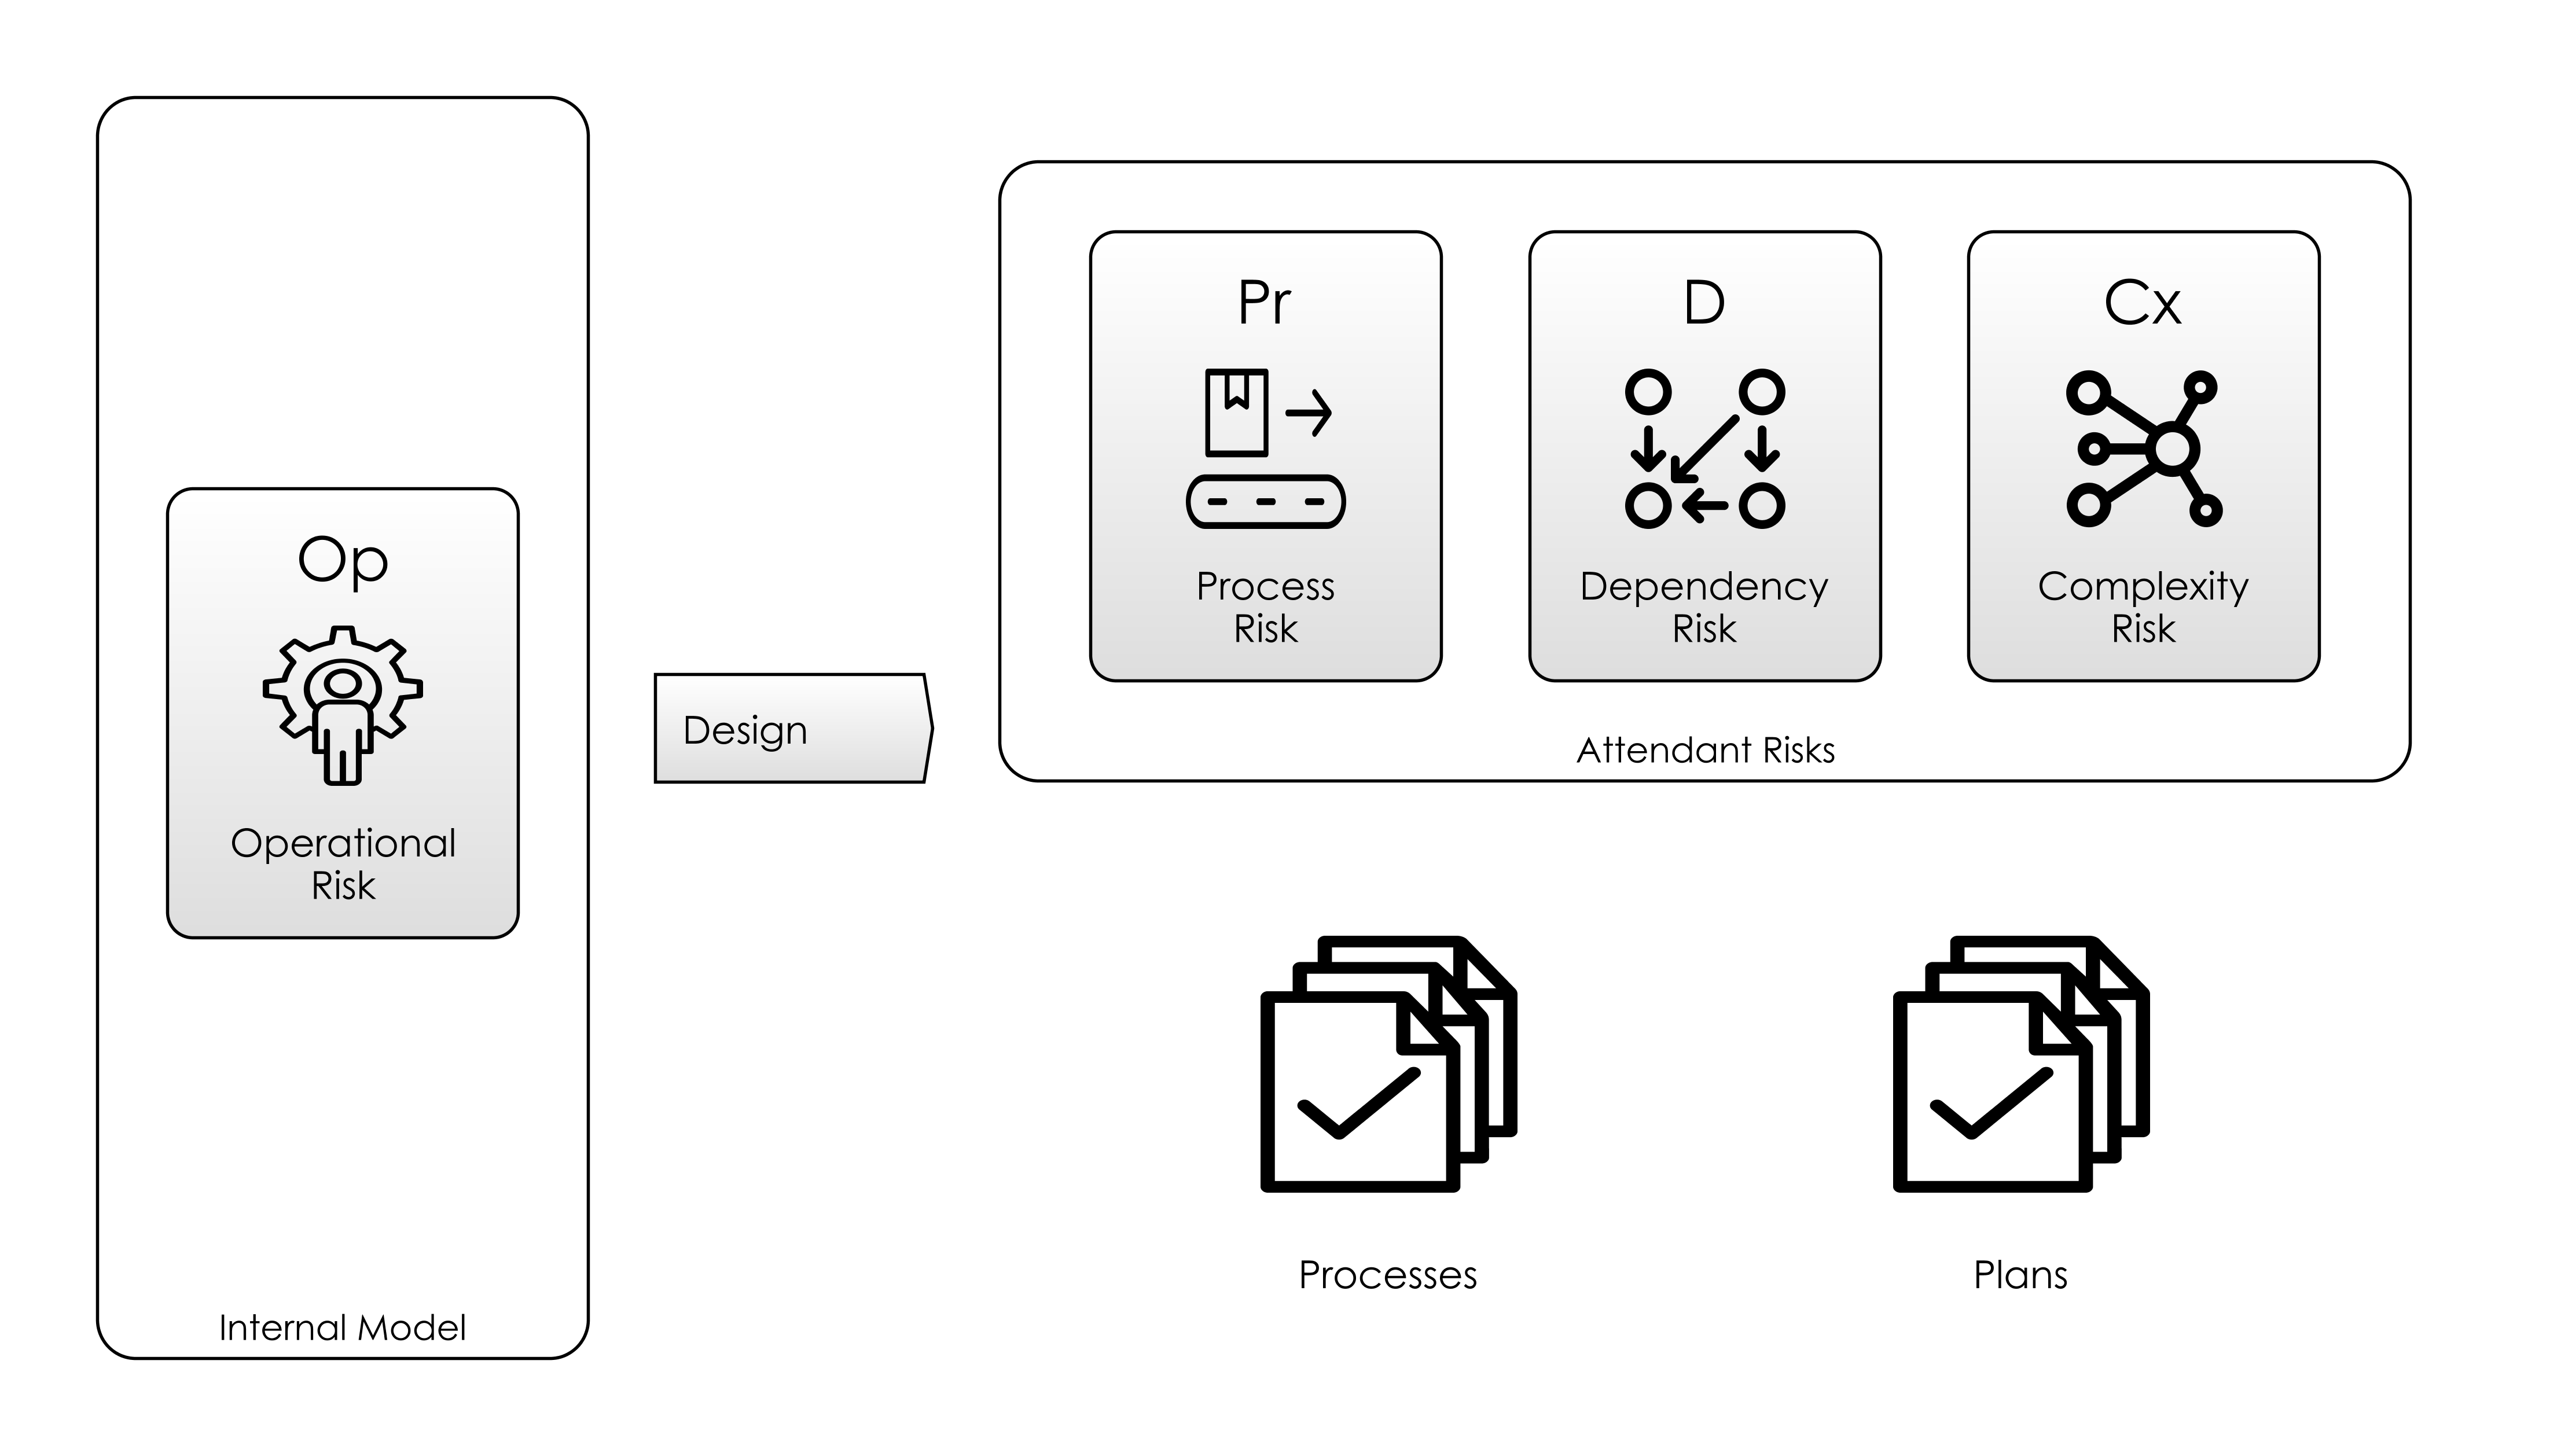 Op
Operational
Risk
Internal Model
Design
Pr
Process
Risk
D
Dependency
Risk
Cx
Complexity
Risk
Attendant Risks
Processes
Plans